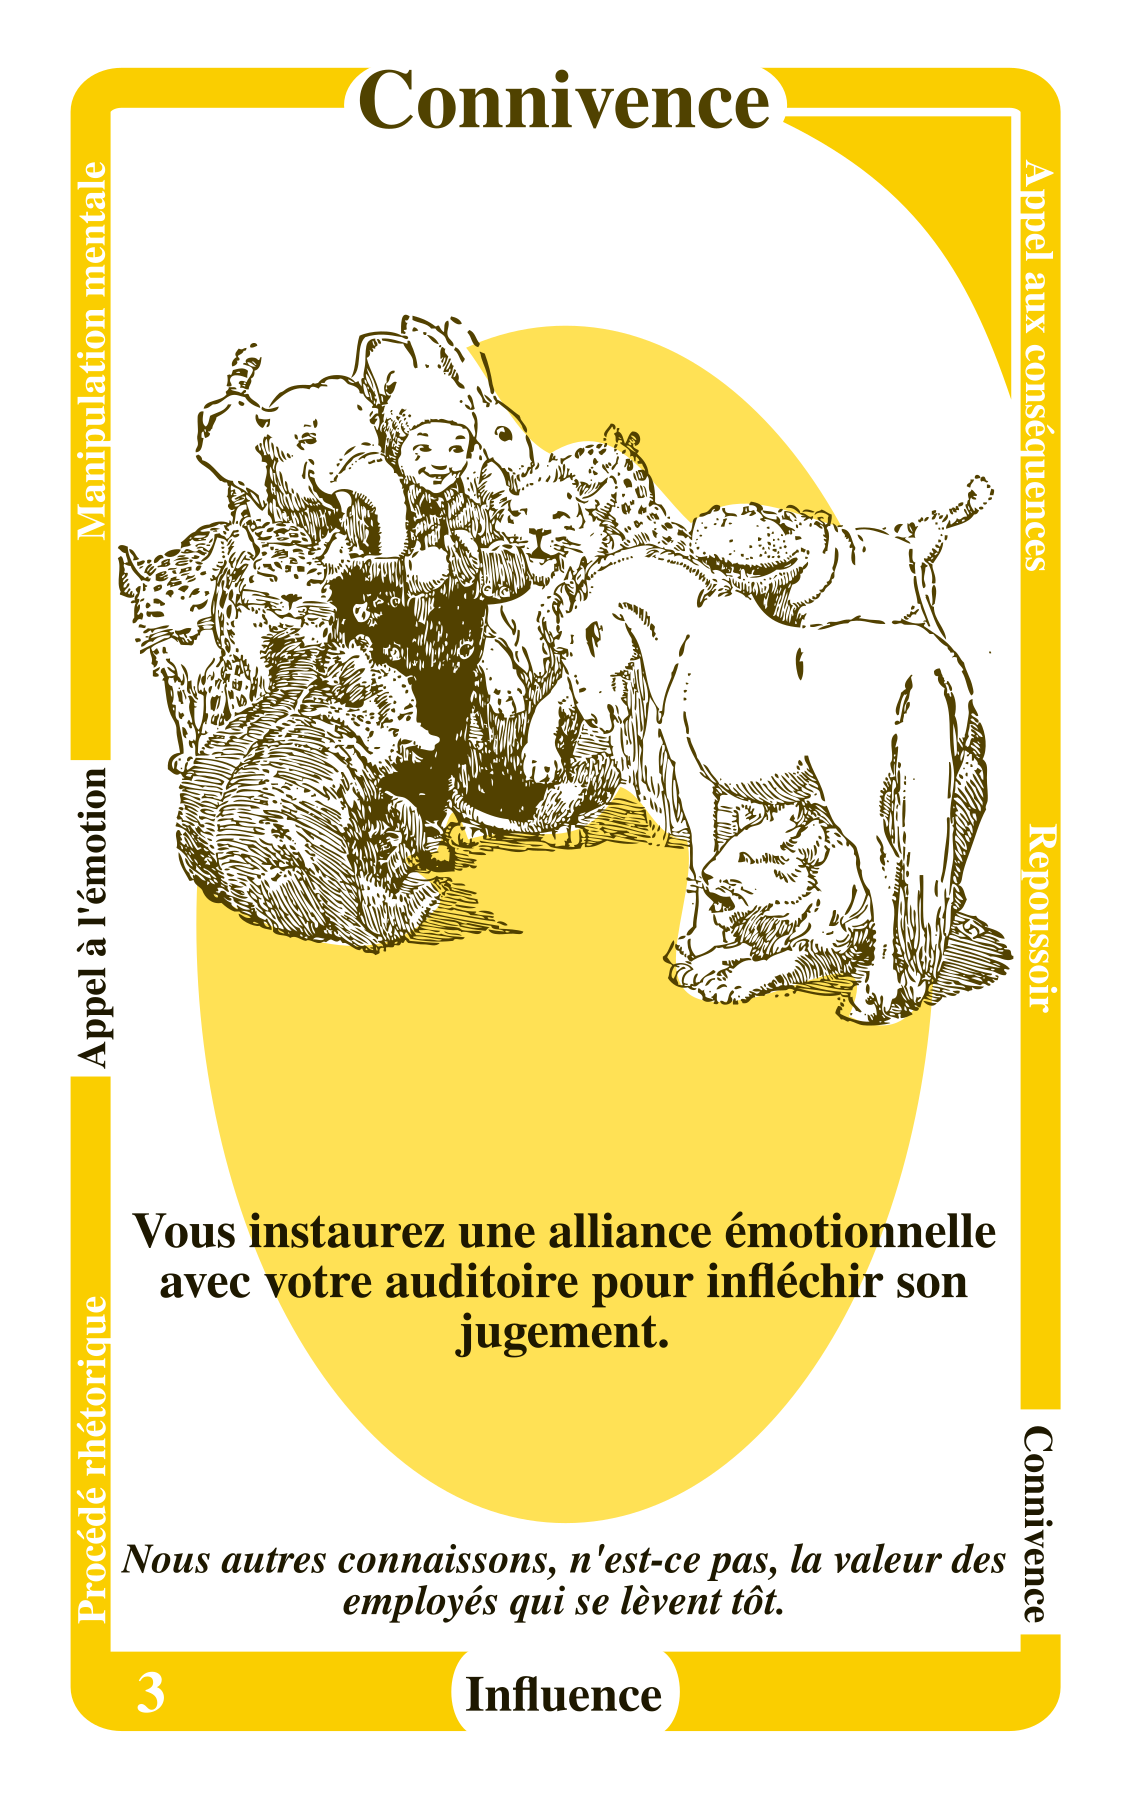 Connivence
Manipulation mentale
Appel à l'émotion
Procédé rhétorique
Appel aux conséquences
Repoussoir
Connivence
Vous instaurez une alliance émotionnelle
avec votre auditoire pour infléchir son
jugement.
Nous autres connaissons, n'est-ce pas, la valeur des
employés qui se lèvent tôt.
3
Influence